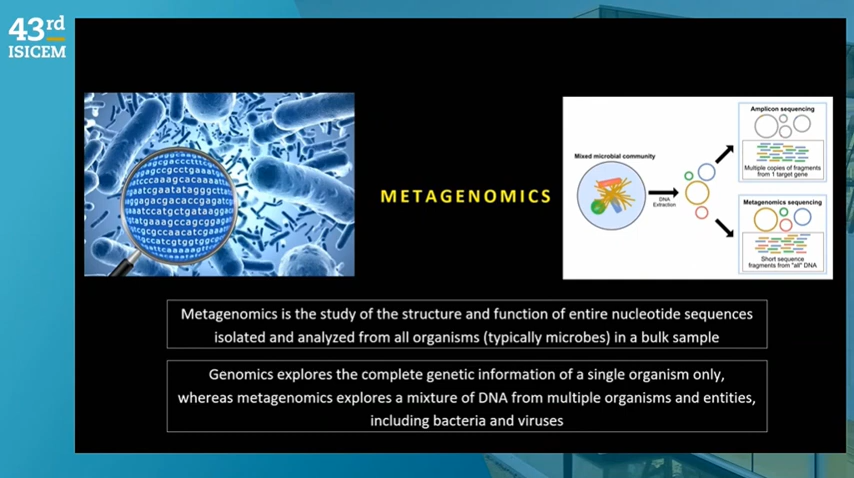 43rd
ISICEM
METAGENOMICS
Mixed microbial community
DNA
Extraction
Amplicon sequencing
Multiple copies of fragments
from 1 target gene
Metagenomics sequencing
Short sequence
fragments from "all" DNA
Metagenomics is the study of the structure and function of entire nucleotide sequences
isolated and analyzed from all organisms (typically microbes) in a bulk sample
Genomics explores the complete genetic information of a single organism only,
whereas metagenomics explores a mixture of DNA from multiple organisms and entities,
including bacteria and viruses